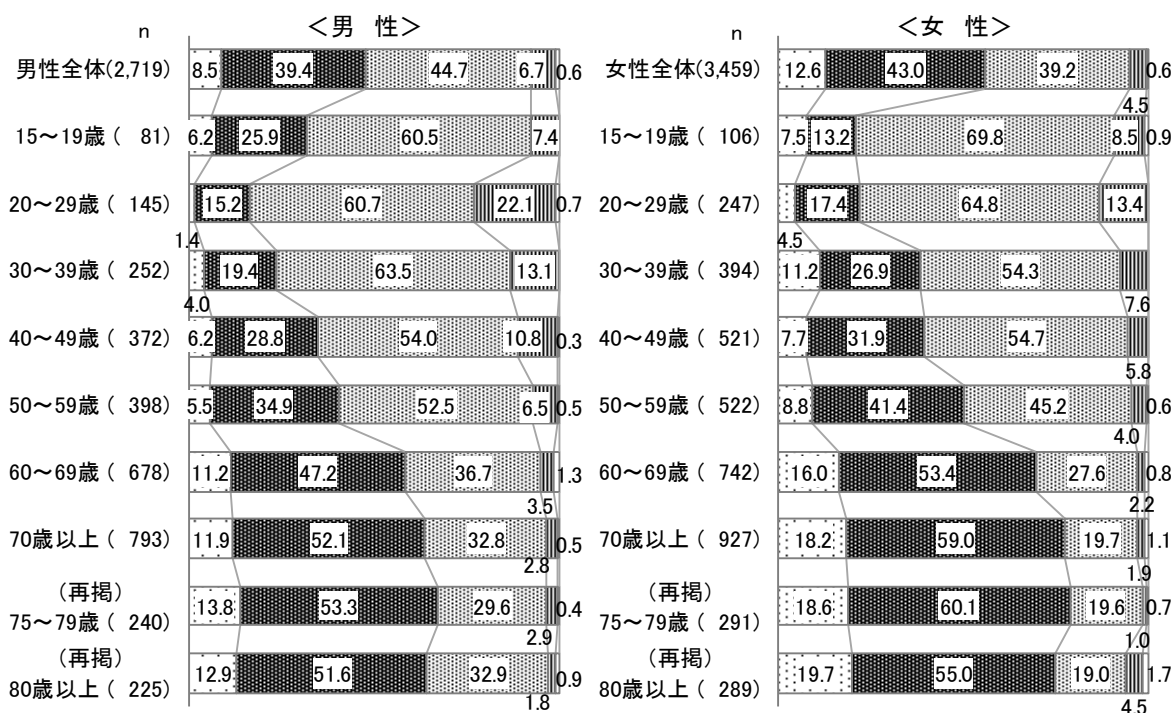 ＜男　性＞
n
男性全体(2,719) 8.5 39.4 44.7 6.7 0.6
15～19歳( 81) 6.2 25.9 60.5 7.4
20～29歳( 145) 15.2 60.7 22.1 0.7
1.4
30～39歳( 252) 19.4 63.5 13.1
4.0
40～49歳( 372) 6.2 28.8 54.0 10.8 0.3
50～59歳( 398) 5.5 34.9 52.5 6.5 0.5
60～69歳( 678) 11.2 47.2 36.7 1.3
3.5
70歳以上( 793) 11.9 52.1 32.8 0.5
2.8
(再掲)
75～79歳( 240) 13.8 53.3 29.6 0.4
2.9
(再掲)
80歳以上( 225) 12.9 51.6 32.9 0.9
1.8
＜女　性＞
n
女性全体(3,459) 12.6 43.0 39.2 0.6
4.5
15～19歳( 106) 7.5 13.2 69.8 8.5 0.9
20～29歳( 247) 17.4 64.8 13.4
4.5
30～39歳( 394) 11.2 26.9 54.3
7.6
40～49歳( 521) 7.7 31.9 54.7
5.8
50～59歳( 522) 8.8 41.4 45.2 0.6
4.0
60～69歳( 742) 16.0 53.4 27.6 0.8
2.2
70歳以上( 927) 18.2 59.0 19.7 1.1
1.9
(再掲)
75～79歳( 291) 18.6 60.1 19.6 0.7
1.0
(再掲)
80歳以上( 289) 19.7 55.0 19.0 1.7
4.5